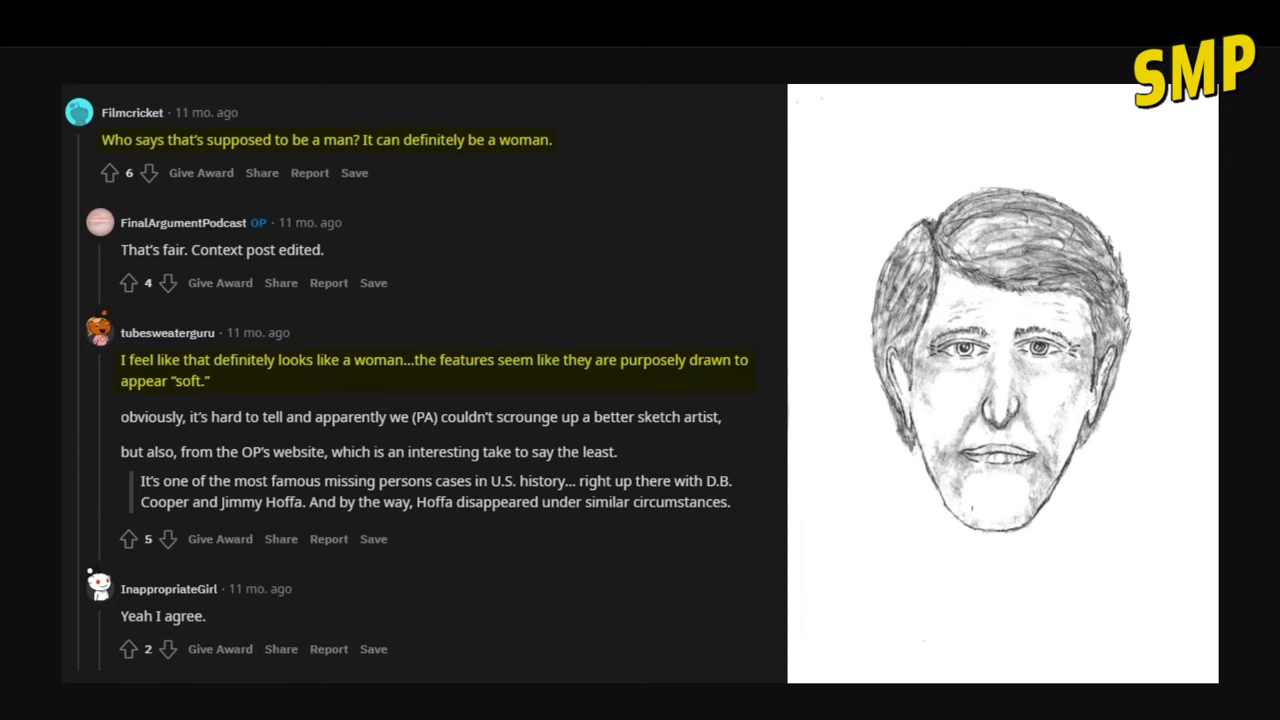 SMP
Filmcricket · 11 mo. ago
Who says that's supposed to be a man? It can definitely be a woman.
6 Give Award Share Report Save
FinalArgumentPodcast OP · 11 mo. ago
That's fair. Context post edited.
4 Give Award Share Report Save
tubesweaterguru · 11 mo. ago
I feel like that definitely looks like a woman...the features seem like they are purposely drawn to
appear “soft.”
obviously, it's hard to tell and apparently we (PA) couldn't scrounge up a better sketch artist,
but also, from the OP's website, which is an interesting take to say the least.
It's one of the most famous missing persons cases in U.S. history... right up there with D.B.
Cooper and Jimmy Hoffa. And by the way, Hoffa disappeared under similar circumstances.
5 Give Award Share Report Save
InappropriateGirl · 11 mo. ago
Yeah I agree.
2 Give Award Share Report Save